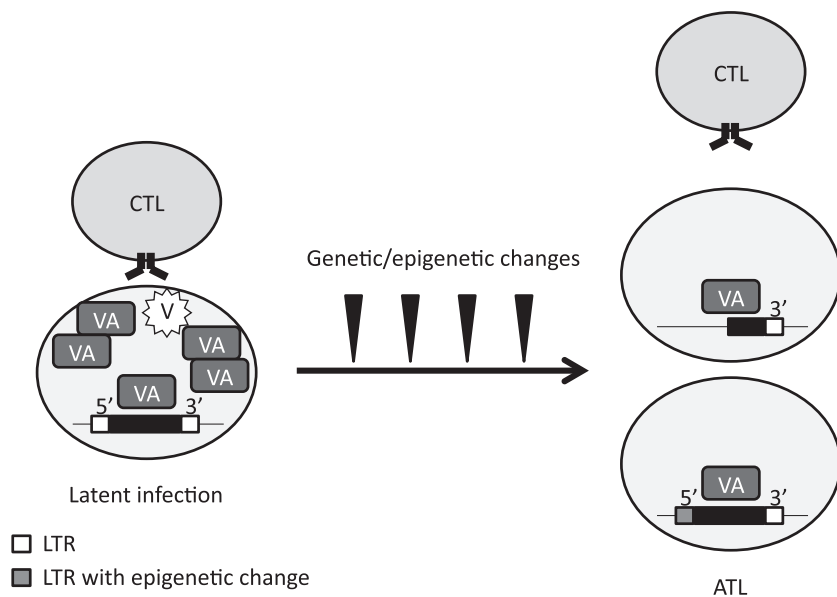 CTL
CTL
Genetic/epigenetic changes
V
VA
VA
VA
VA
VA
5’
3’
VA
3’
VA
5’
3’
Latent infection
LTR
LTR with epigenetic change
ATL